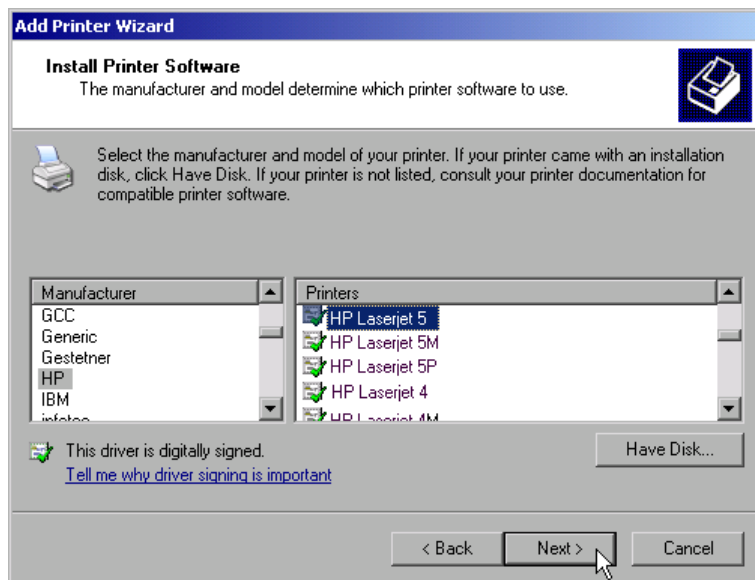 Add Printer Wizard
Install Printer Software
The manufacturer and model determine which printer software to use.
Select the manufacturer and model of your printer. If your printer came with an installation
disk, click Have Disk. If your printer is not listed, consult your printer documentation for
compatible printer software.
Manufacturer
GCC
Generic
Gestetner
HP
IBM
Printers
HP Laserjet 5
HP Laserjet 5M
HP Laserjet 5P
HP Laserjet 4
HP Laserjet 4M
This driver is digitally signed.
Tell me why driver signing is important
Have Disk...
< Back
Next >
Cancel